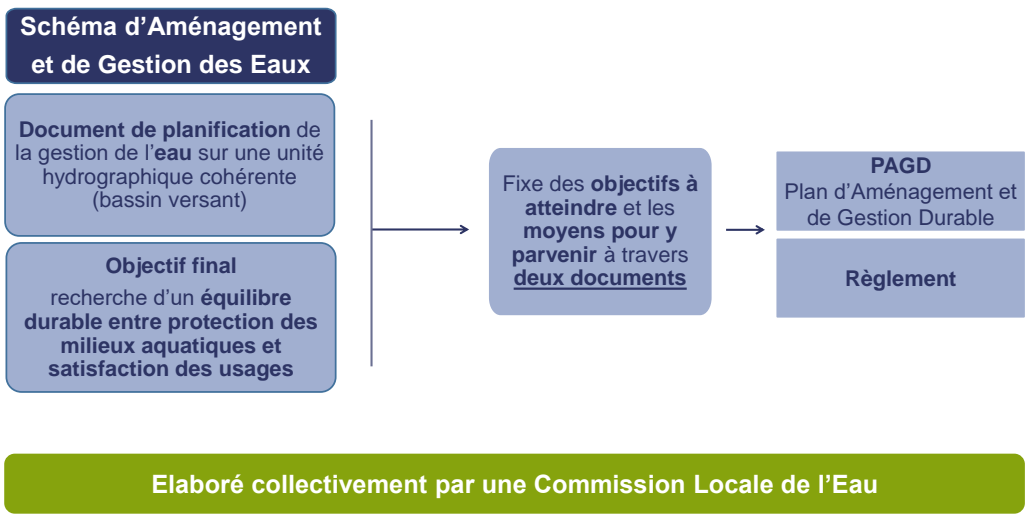 Schéma d’Aménagement
et de Gestion des Eaux
Document de planification de
la gestion de l’eau sur une unité
hydrographique cohérente
(bassin versant)
Objectif final
recherche d’un équilibre
durable entre protection des
milieux aquatiques et
satisfaction des usages
Fixe des objectifs à
atteindre et les
moyens pour y
parvenir à travers
deux documents
PAGD
Plan d’Aménagement et
de Gestion Durable
Règlement
Elaboré collectivement par une Commission Locale de l’Eau